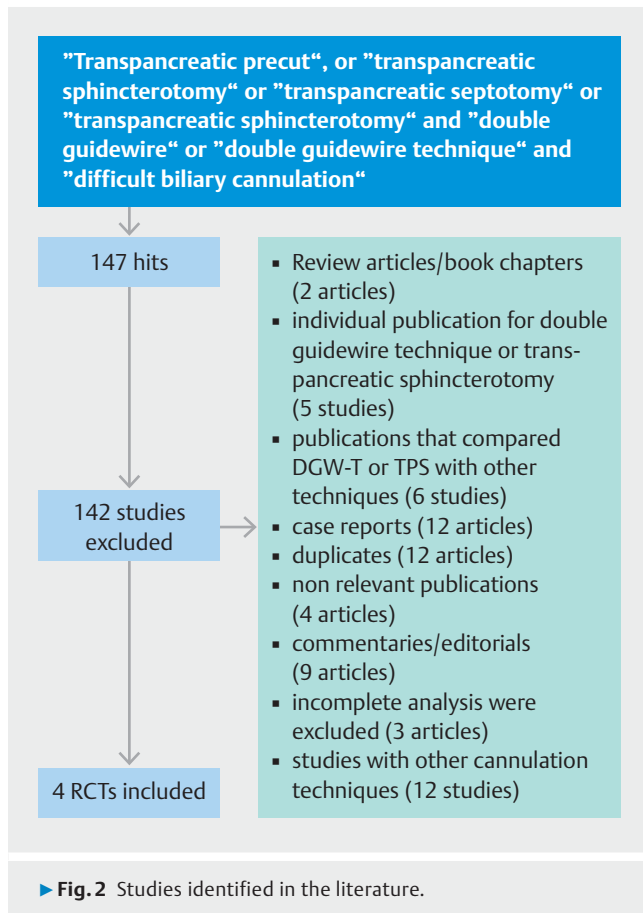 ”Transpancreatic precut“, or ”transpancreatic
sphincterotomy“ or ”transpancreatic septotomy“ or
”transpancreatic sphincterotomy“ and ”double
guidewire“ or ”double guidewire technique“ and
”difficult biliary cannulation“
147 hits
142 studies
excluded
4 RCTs included
▪ Review articles/book chapters
(2 articles)
▪ individual publication for double
guidewire technique or trans-
pancreatic sphincterotomy
(5 studies)
▪ publications that compared
DGW-T or TPS with other
techniques (6 studies)
▪ case reports (12 articles)
▪ duplicates (12 articles)
▪ non relevant publications
(4 articles)
▪ commentaries/editorials
(9 articles)
▪ incomplete analysis were
excluded (3 articles)
▪ studies with other cannulation
techniques (12 studies)
▶ Fig. 2 Studies identified in the literature.